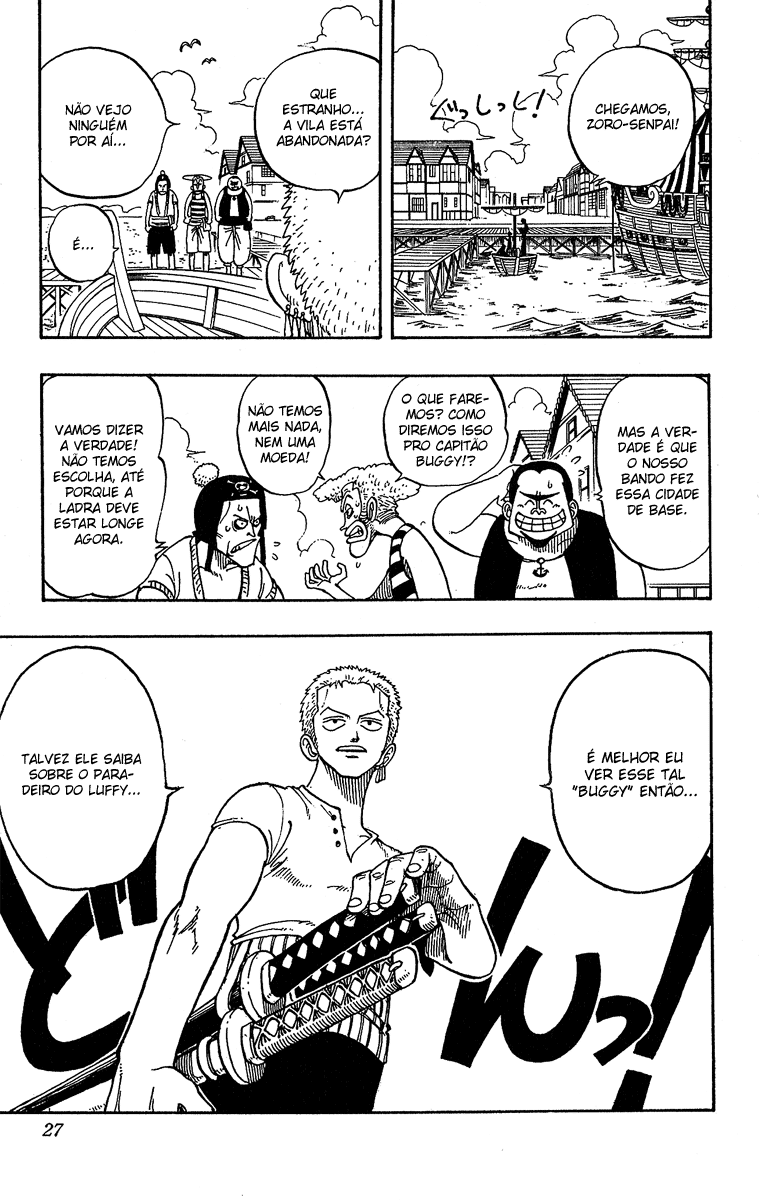 CHEGAMOS,
ZORO-SENPAI!
ぐっしっし!
QUE
ESTRANHO...
A VILA ESTÁ
ABANDONADA?
NÃO VEJO
NINGUÉM
POR AÍ...
É...
MAS A VER-
DADE É QUE
O NOSSO
BANDO FEZ
ESSA CIDADE
DE BASE.
O QUE FARE-
MOS? COMO
DIREMOS ISSO
PRO CAPITÃO
BUGGY!?
NÃO TEMOS
MAIS NADA,
NEM UMA
MOEDA!
VAMOS DIZER
A VERDADE!
NÃO TEMOS
ESCOLHA, ATÉ
PORQUE A
LADRA DEVE
ESTAR LONGE
AGORA.
É MELHOR EU
VER ESSE TAL
"BUGGY" ENTÃO...
TALVEZ ELE SAIBA
SOBRE O PARA-
DEIRO DO LUFFY...
どんっ!
27